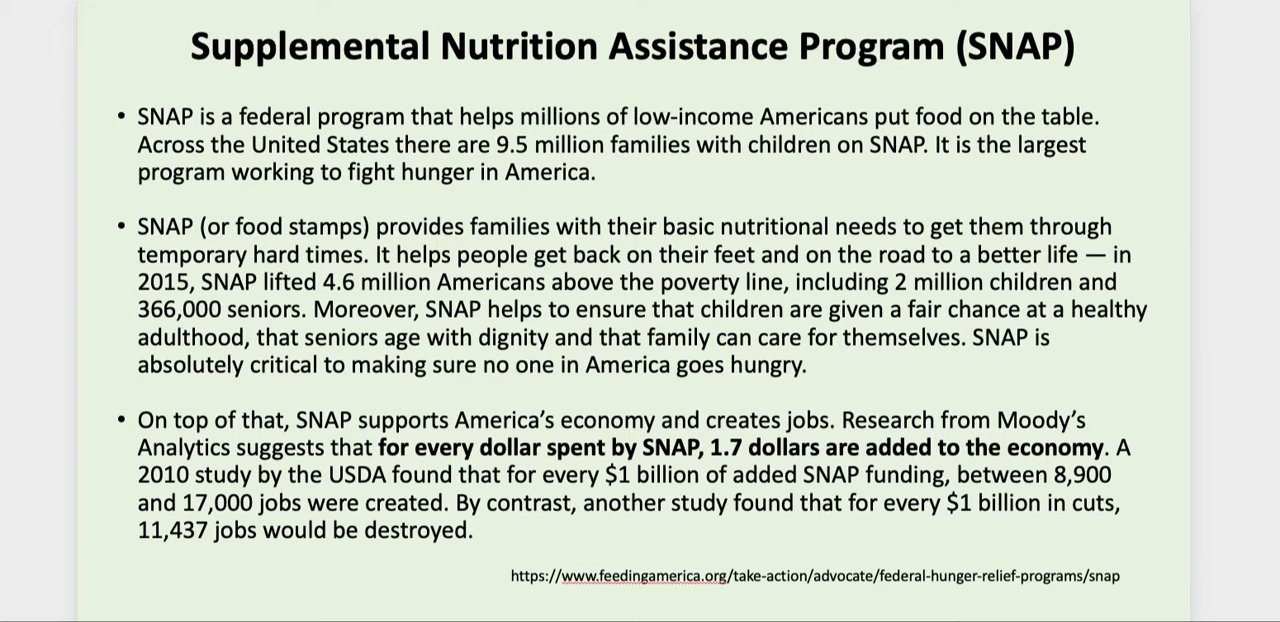 Supplemental Nutrition Assistance Program (SNAP)
• SNAP is a federal program that helps millions of low-income Americans put food on the table.
Across the United States there are 9.5 million families with children on SNAP. It is the largest
program working to fight hunger in America.
• SNAP (or food stamps) provides families with their basic nutritional needs to get them through
temporary hard times. It helps people get back on their feet and on the road to a better life — in
2015, SNAP lifted 4.6 million Americans above the poverty line, including 2 million children and
366,000 seniors. Moreover, SNAP helps to ensure that children are given a fair chance at a healthy
adulthood, that seniors age with dignity and that family can care for themselves. SNAP is
absolutely critical to making sure no one in America goes hungry.
• On top of that, SNAP supports America’s economy and creates jobs. Research from Moody’s
Analytics suggests that for every dollar spent by SNAP, 1.7 dollars are added to the economy. A
2010 study by the USDA found that for every $1 billion of added SNAP funding, between 8,900
and 17,000 jobs were created. By contrast, another study found that for every $1 billion in cuts,
11,437 jobs would be destroyed.
https://www.feedingamerica.org/take-action/advocate/federal-hunger-relief-programs/snap